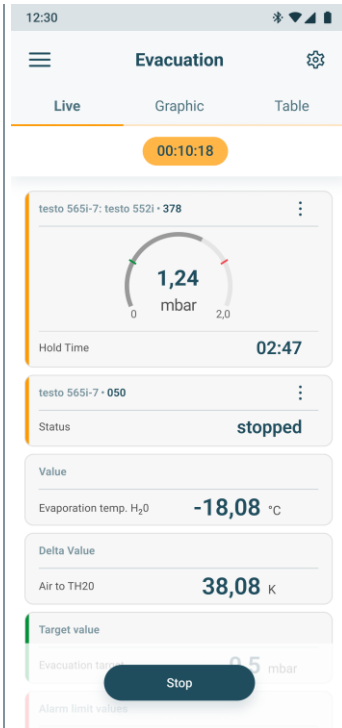 12:30
Evacuation
Live Graphic Table
00:10:18
testo 565i-7: testo 552i • 378
1,24
mbar
0 2,0
Hold Time 02:47
testo 565i-7 • 050
Status stopped
Value
Evaporation temp. H₂0 -18,08 °C
Delta Value
Air to TH20 38,08 K
Target value
Evacuation target 0,5 mbar
Stop
Alarm limit values